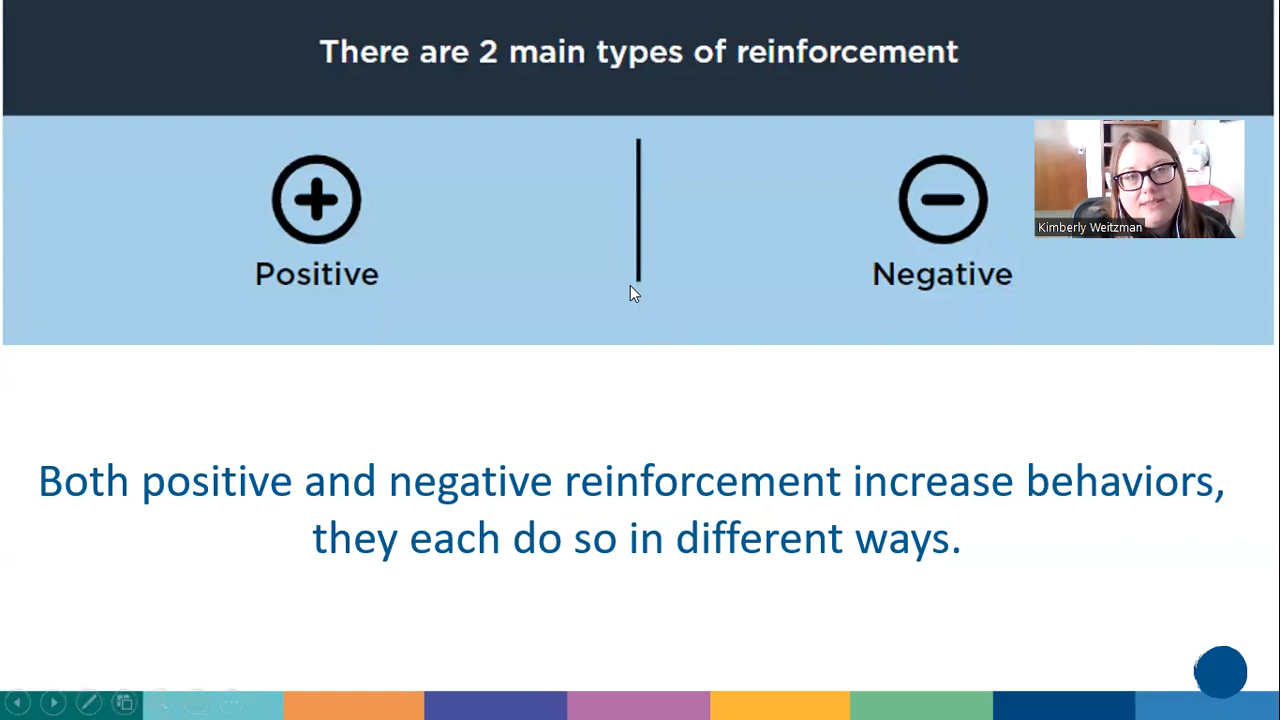 There are 2 main types of reinforcement
Positive
Negative
Kimberly Weitzman
Both positive and negative reinforcement increase behaviors,
they each do so in different ways.